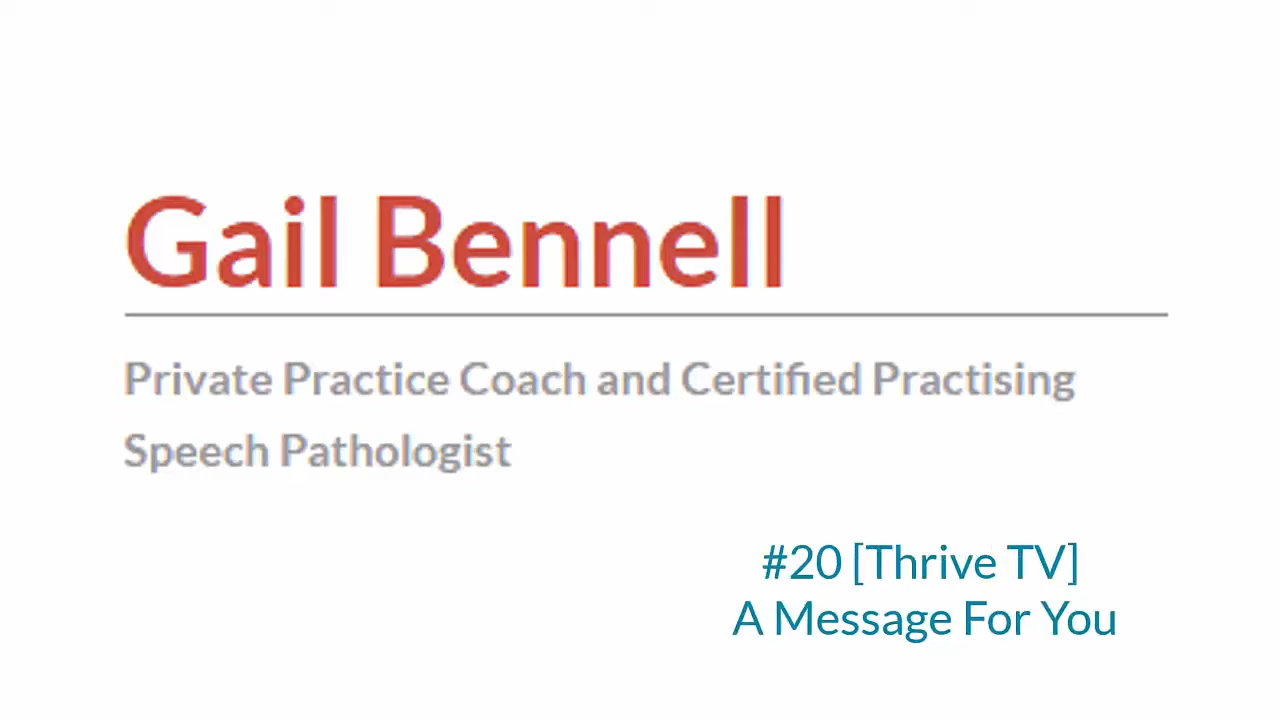 Gail Bennell
Private Practice Coach and Certified Practising
Speech Pathologist
#20 [Thrive TV]
A Message For You